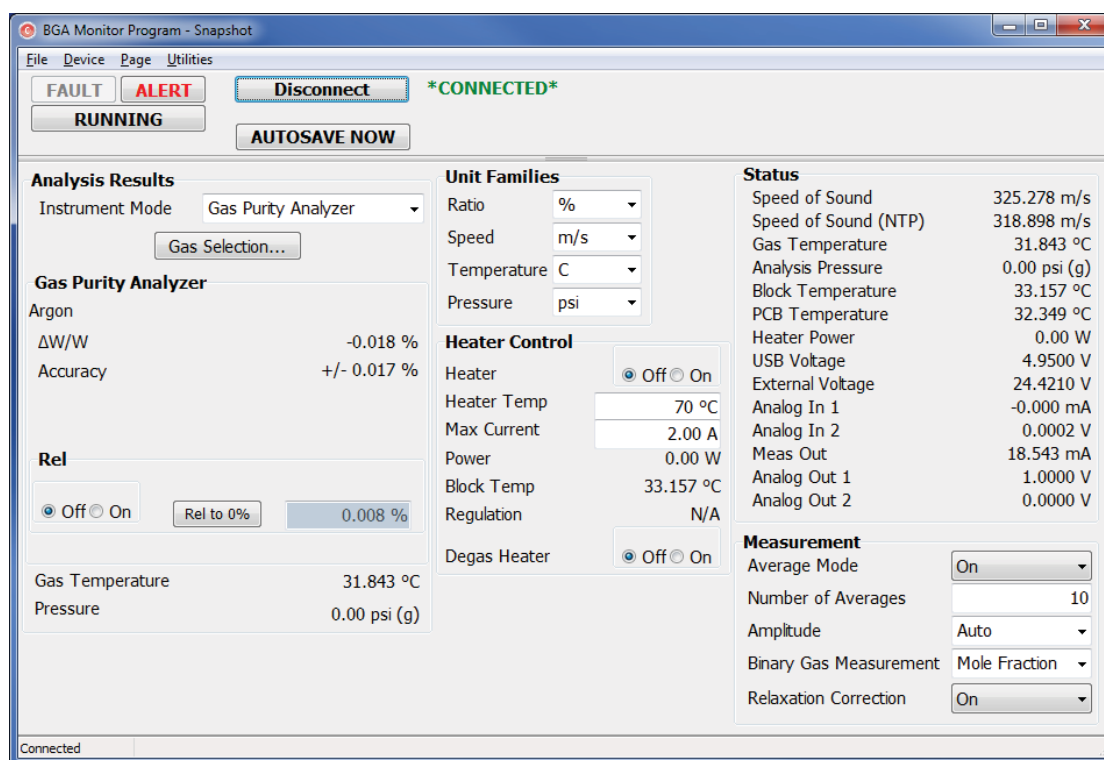 BGA Monitor Program - Snapshot
File Device Page Utilities
FAULT ALERT Disconnect *CONNECTED*
RUNNING
AUTOSAVE NOW
Analysis Results
Instrument Mode Gas Purity Analyzer
Gas Selection...
Gas Purity Analyzer
Argon
ΔW/W -0.018 %
Accuracy +/- 0.017 %
Rel
Off On Rel to 0% 0.008 %
Gas Temperature 31.843 ºC
Pressure 0.00 psi (g)
Unit Families
Ratio %
Speed m/s
Temperature C
Pressure psi
Heater Control
Heater Off On
Heater Temp 70 ºC
Max Current 2.00 A
Power 0.00 W
Block Temp 33.157 ºC
Regulation N/A
Degas Heater Off On
Status
Speed of Sound 325.278 m/s
Speed of Sound (NTP) 318.898 m/s
Gas Temperature 31.843 ºC
Analysis Pressure 0.00 psi (g)
Block Temperature 33.157 ºC
PCB Temperature 32.349 ºC
Heater Power 0.00 W
USB Voltage 4.9500 V
External Voltage 24.4210 V
Analog In 1 -0.000 mA
Analog In 2 0.0002 V
Meas Out 18.543 mA
Analog Out 1 1.0000 V
Analog Out 2 0.0000 V
Measurement
Average Mode On
Number of Averages 10
Amplitude Auto
Binary Gas Measurement Mole Fraction
Relaxation Correction On
Connected